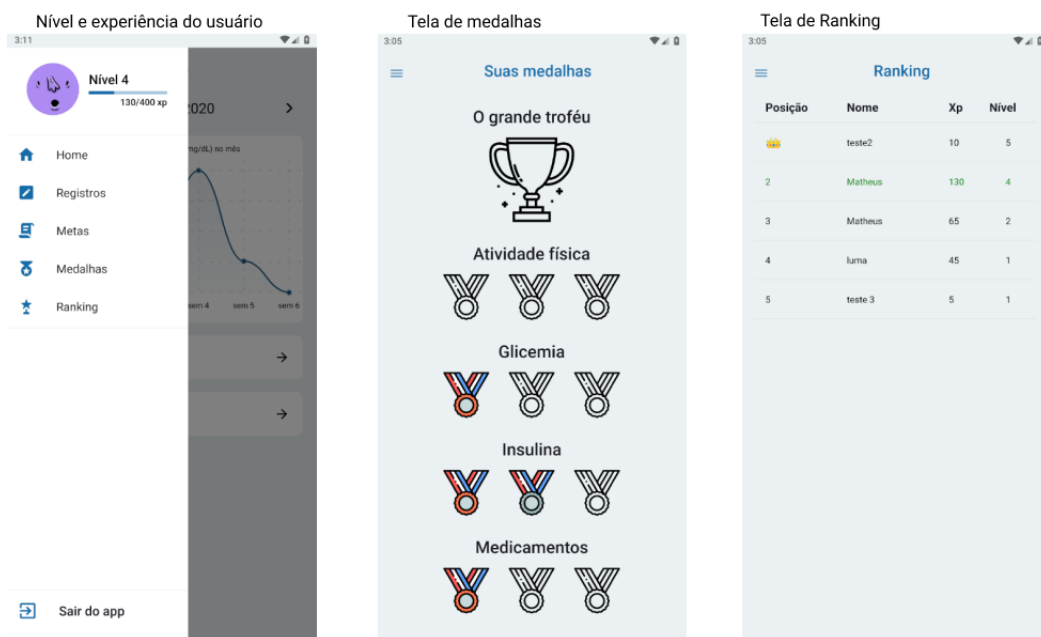 Nível e experiência do usuário
3:11
Nível 4
130/400 xp
2020
mg/dL) no mês
Home
Registros
Metas
Medalhas
Ranking
sem 4 sem 5 sem 6
Sair do app
Tela de medalhas
3:05
Suas medalhas
O grande troféu
Atividade física
Glicemia
Insulina
Medicamentos
Tela de Ranking
3:05
Ranking
Posição Nome Xp Nível
teste2 10 5
2 Matheus 130 4
3 Matheus 65 2
4 luma 45 1
5 teste 3 5 1